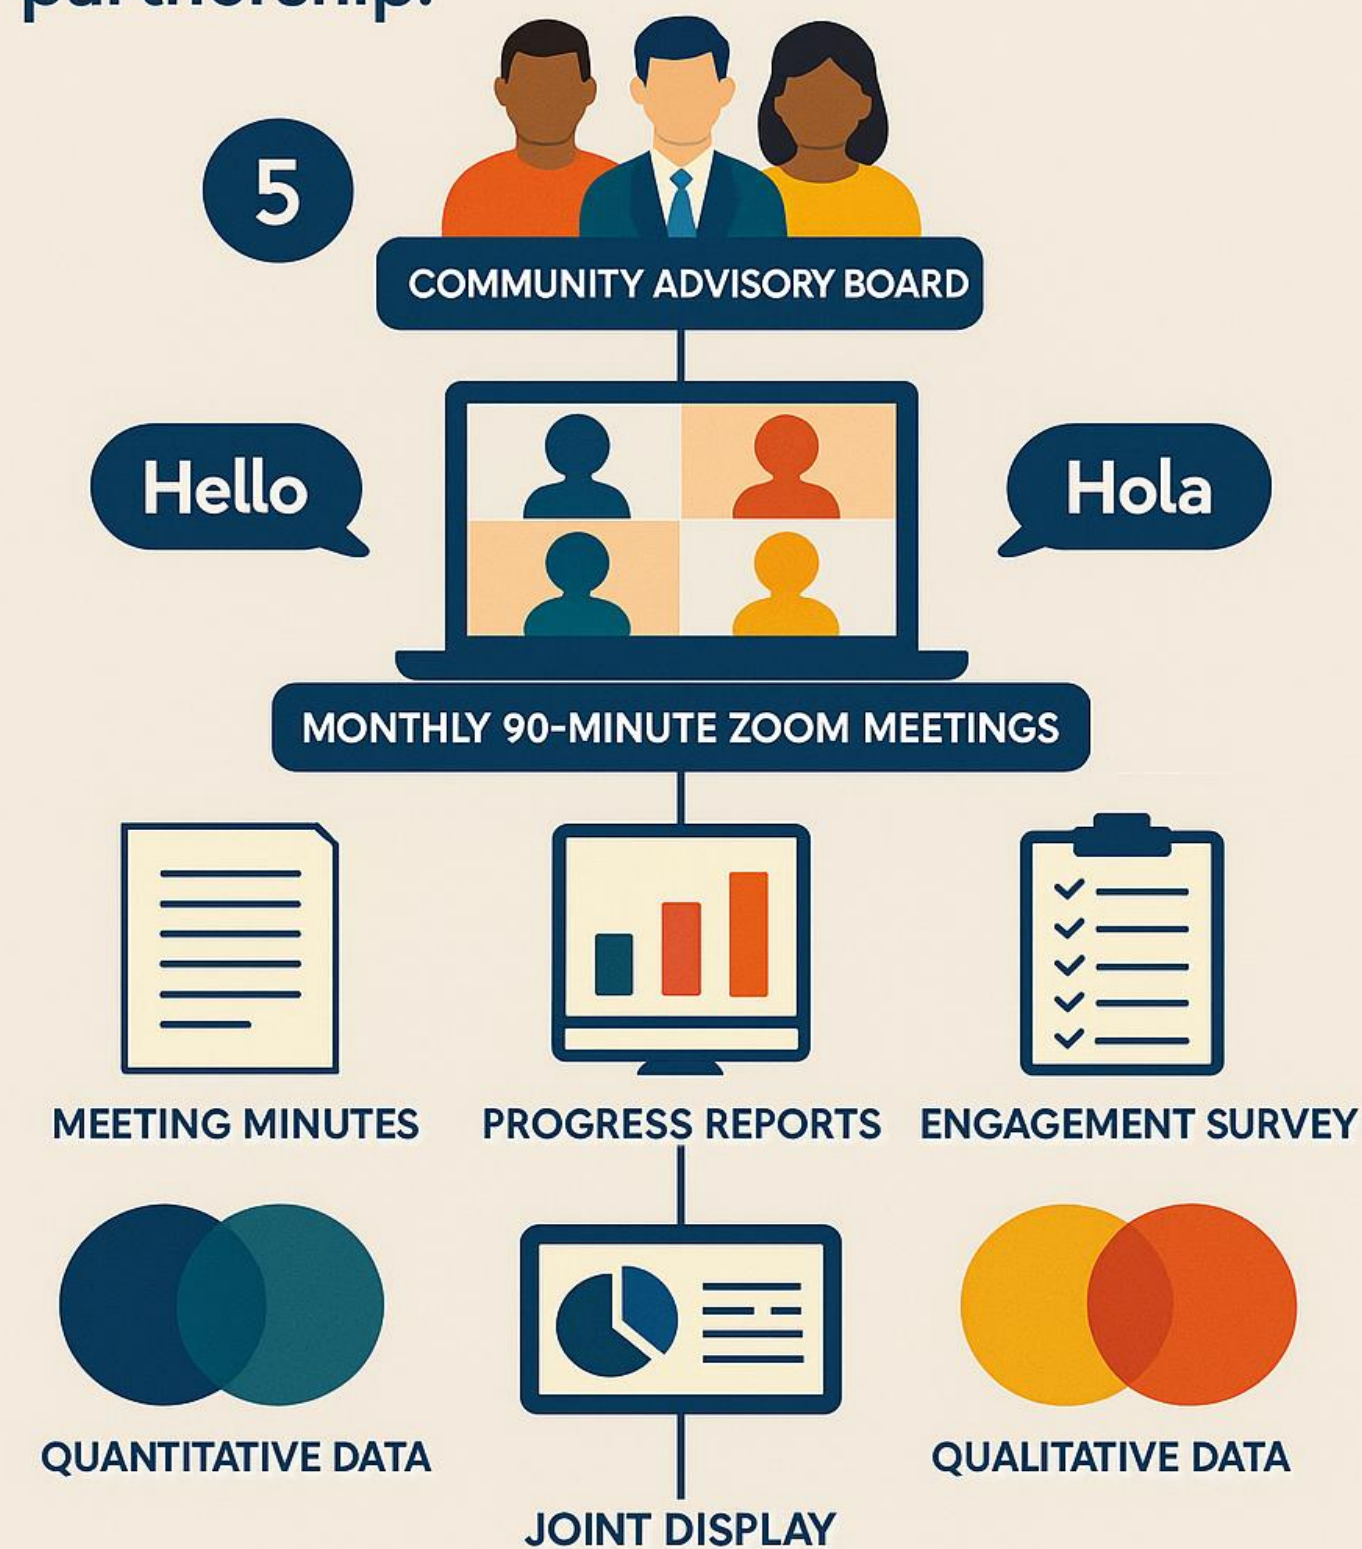 partnership.
5
COMMUNITY ADVISORY BOARD
Hello
Hola
MONTHLY 90-MINUTE ZOOM MEETINGS
MEETING MINUTES
PROGRESS REPORTS
ENGAGEMENT SURVEY
QUANTITATIVE DATA
QUALITATIVE DATA
JOINT DISPLAY